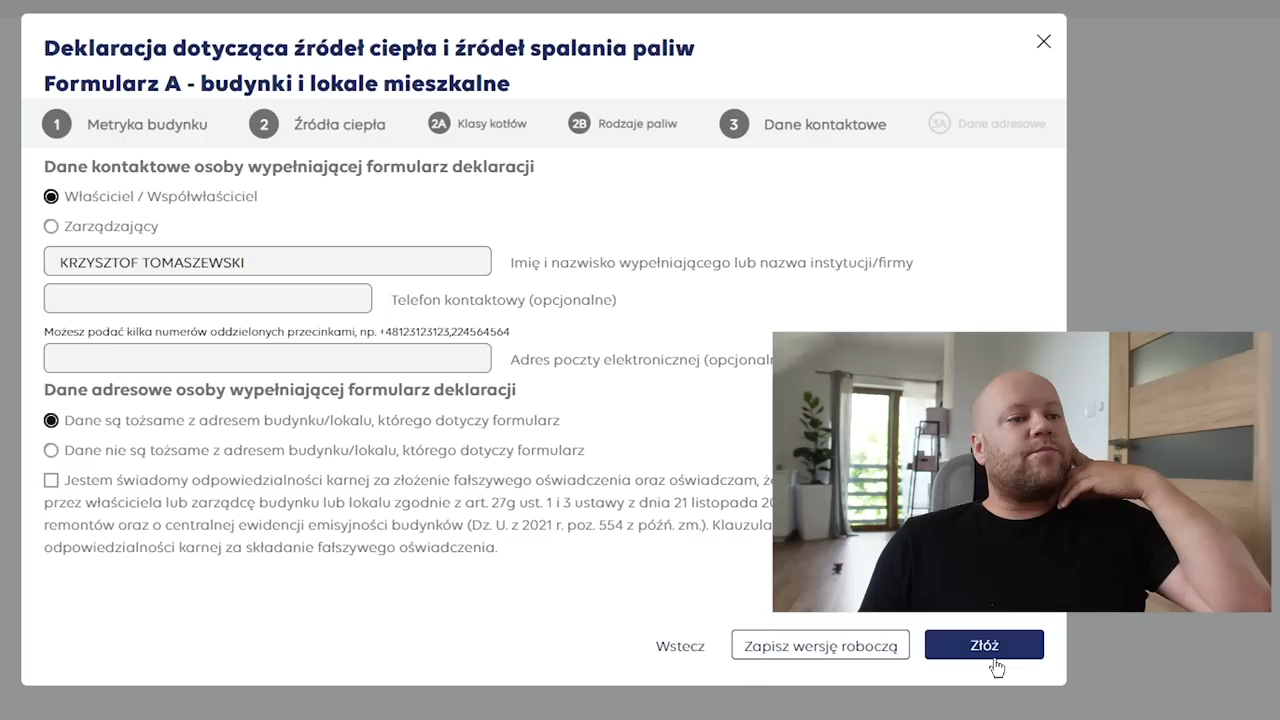 Deklaracja dotycząca źródeł ciepła i źródeł spalania paliw
Formularz A - budynki i lokale mieszkalne
1 Metryka budynku 2 Źródła ciepła 2A Klasy kotłów 2B Rodzaje paliw 3 Dane kontaktowe 3A Dane adresowe
Dane kontaktowe osoby wypełniającej formularz deklaracji
Właściciel / Współwłaściciel
Zarządzający
KRZYSZTOF TOMASZEWSKI Imię i nazwisko wypełniającego lub nazwa instytucji/firmy
Telefon kontaktowy (opcjonalne)
Możesz podać kilka numerów oddzielonych przecinkami, np. +48123123123,224564564
Adres poczty elektronicznej (opcjonaln
Dane adresowe osoby wypełniającej formularz deklaracji
Dane są tożsame z adresem budynku/lokalu, którego dotyczy formularz
Dane nie są tożsame z adresem budynku/lokalu, którego dotyczy formularz
Jestem świadomy odpowiedzialności karnej za złożenie fałszywego oświadczenia oraz oświadczam, ż
przez właściciela lub zarządcę budynku lub lokalu zgodnie z art. 27g ust. 1 i 3 ustawy z dnia 21 listopada 20
remontów oraz o centralnej ewidencji emisyjności budynków (Dz. U. z 2021 r. poz. 554 z późń. zm.). Klauzula
odpowiedzialności karnej za składanie fałszywego oświadczenia.
Wstecz Zapisz wersję roboczą Złóż